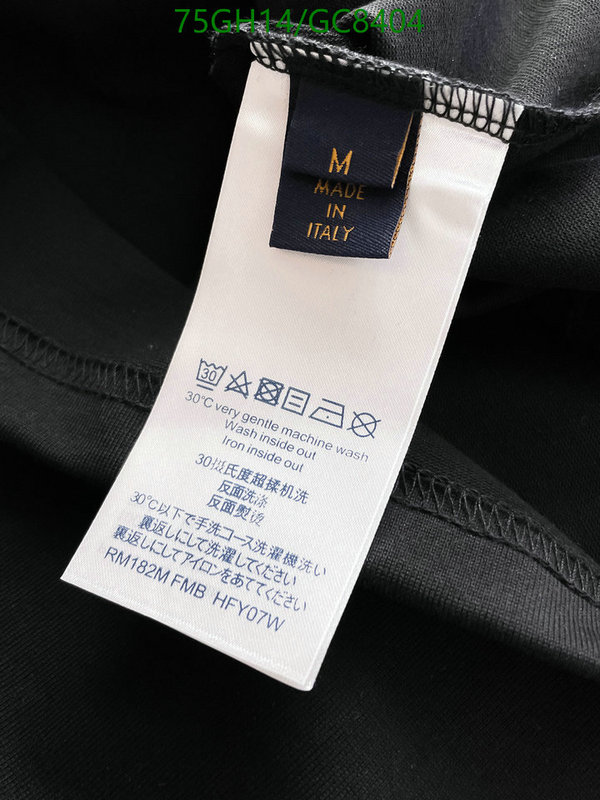 75GH14/GC8404
M
MADE
IN
ITALY
30
30℃ very gentle machine wash
Wash inside out
Iron inside out
30摄氏度超揉机洗
反面洗涤
反面熨烫
30℃以下で手洗コース洗濯機洗い
裏返しにして洗濯してください
裏返しにしてアイロンをあててください
RM182M FMB HFY07W